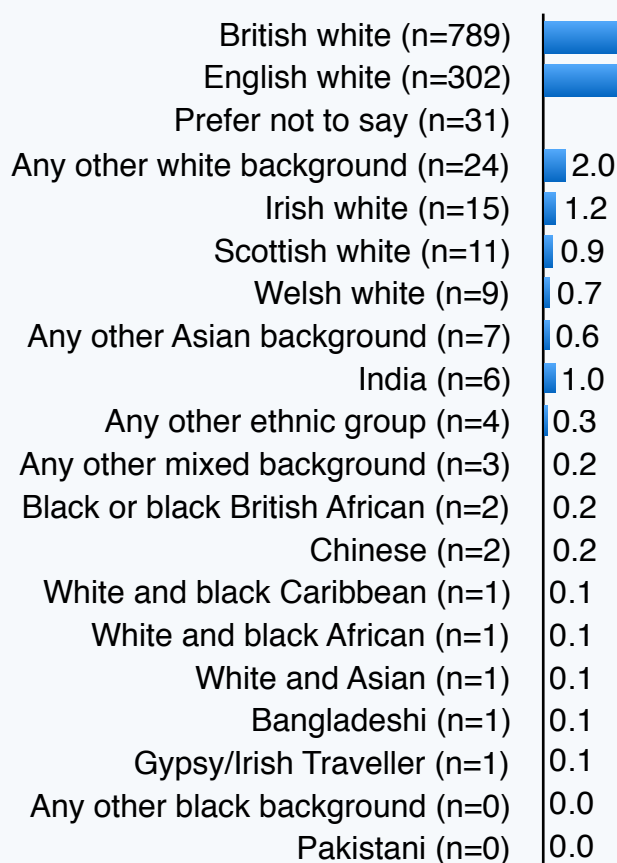 British white (n=789)
English white (n=302)
Prefer not to say (n=31)
Any other white background (n=24) 2.0
Irish white (n=15) 1.2
Scottish white (n=11) 0.9
Welsh white (n=9) 0.7
Any other Asian background (n=7) 0.6
India (n=6) 1.0
Any other ethnic group (n=4) 0.3
Any other mixed background (n=3) 0.2
Black or black British African (n=2) 0.2
Chinese (n=2) 0.2
White and black Caribbean (n=1) 0.1
White and black African (n=1) 0.1
White and Asian (n=1) 0.1
Bangladeshi (n=1) 0.1
Gypsy/Irish Traveller (n=1) 0.1
Any other black background (n=0) 0.0
Pakistani (n=0) 0.0